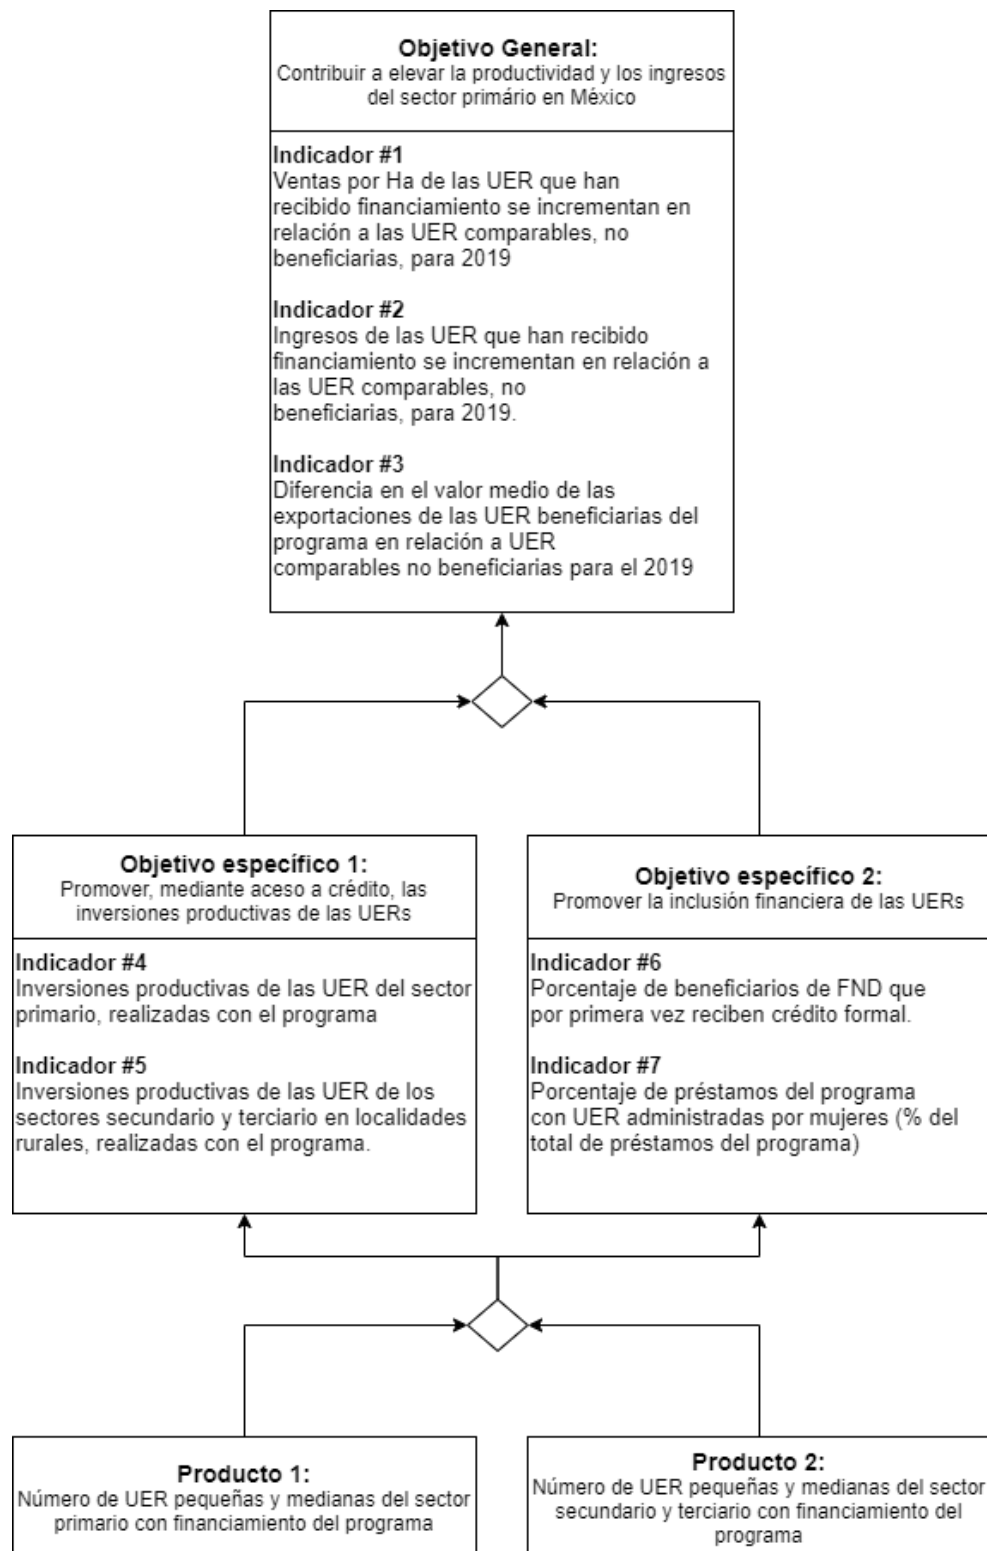 Objetivo General:
Contribuir a elevar la productividad y los ingresos
del sector primário en México
Indicador #1
Ventas por Ha de las UER que han
recibido financiamiento se incrementan en
relación a las UER comparables, no
beneficiarias, para 2019
Indicador #2
Ingresos de las UER que han recibido
financiamiento se incrementan en relación a
las UER comparables, no
beneficiarias, para 2019.
Indicador #3
Diferencia en el valor medio de las
exportaciones de las UER beneficiarias del
programa en relación a UER
comparables no beneficiarias para el 2019
Objetivo específico 1:
Promover, mediante aceso a crédito, las
inversiones productivas de las UERs
Indicador #4
Inversiones productivas de las UER del sector
primario, realizadas con el programa
Indicador #5
Inversiones productivas de las UER de los
sectores secundario y terciario en localidades
rurales, realizadas con el programa.
Objetivo específico 2:
Promover la inclusión financiera de las UERs
Indicador #6
Porcentaje de beneficiarios de FND que
por primera vez reciben crédito formal.
Indicador #7
Porcentaje de préstamos del programa
con UER administradas por mujeres (% del
total de préstamos del programa)
Producto 1:
Número de UER pequeñas y medianas del sector
primario con financiamiento del programa
Producto 2:
Número de UER pequeñas y medianas del sector
secundario y terciario con financiamiento del
programa